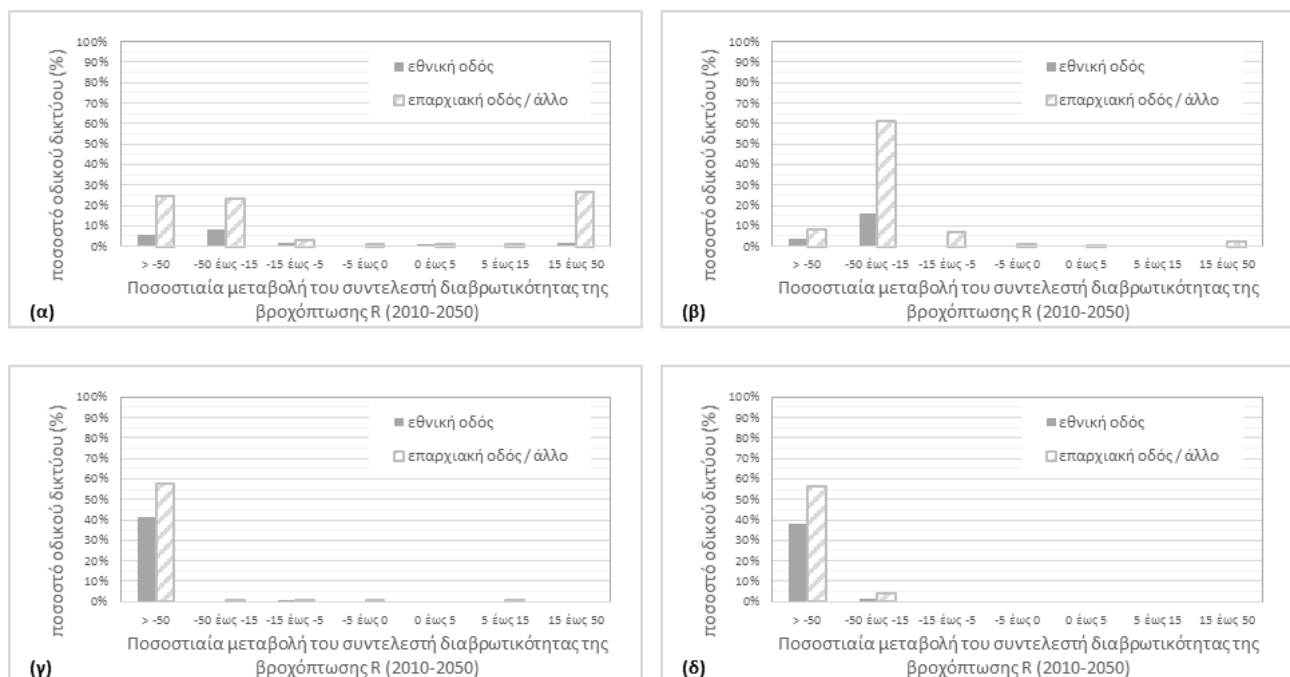 ποσοστό οδικού δικτύου (%)
100%
90%
80%
70%
60%
50%
40%
30%
20%
10%
0%
εθνική οδός
επαρχιακή οδός / άλλο
> -50
-50 έως -15
-15 έως -5
-5 έως 0
0 έως 5
5 έως 15
15 έως 50
Ποσοστιαία μεταβολή του συντελεστή διαβρωτικότητας της
βροχόπτωσης R (2010-2050)
(α)
ποσοστό οδικού δικτύου (%)
100%
90%
80%
70%
60%
50%
40%
30%
20%
10%
0%
εθνική οδός
επαρχιακή οδός / άλλο
> -50
-50 έως -15
-15 έως -5
-5 έως 0
0 έως 5
5 έως 15
15 έως 50
Ποσοστιαία μεταβολή του συντελεστή διαβρωτικότητας της
βροχόπτωσης R (2010-2050)
(β)
ποσοστό οδικού δικτύου (%)
100%
90%
80%
70%
60%
50%
40%
30%
20%
10%
0%
εθνική οδός
επαρχιακή οδός / άλλο
> -50
-50 έως -15
-15 έως -5
-5 έως 0
0 έως 5
5 έως 15
15 έως 50
Ποσοστιαία μεταβολή του συντελεστή διαβρωτικότητας της
βροχόπτωσης R (2010-2050)
(γ)
ποσοστό οδικού δικτύου (%)
100%
90%
80%
70%
60%
50%
40%
30%
20%
10%
0%
εθνική οδός
επαρχιακή οδός / άλλο
> -50
-50 έως -15
-15 έως -5
-5 έως 0
0 έως 5
5 έως 15
15 έως 50
Ποσοστιαία μεταβολή του συντελεστή διαβρωτικότητας της
βροχόπτωσης R (2010-2050)
(δ)